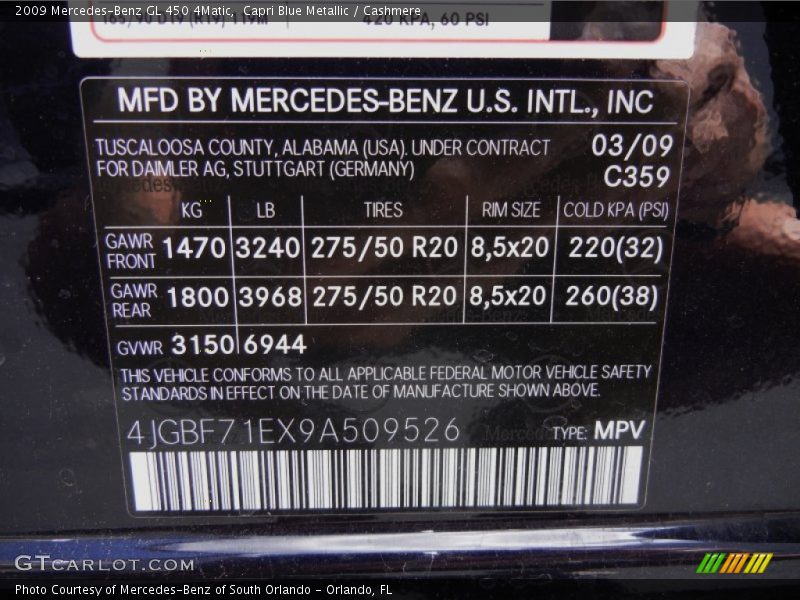 2009 Mercedes-Benz GL 450 4Matic, Capri Blue Metallic / Cashmere
420 KPA, 60 PSI
MFD BY MERCEDES-BENZ U.S. INTL., INC
TUSCALOOSA COUNTY, ALABAMA (USA). UNDER CONTRACT 03/09
FOR DAIMLER AG, STUTTGART (GERMANY) C359
KG LB TIRES RIM SIZE COLD KPA (PSI)
GAWR FRONT 1470 3240 275/50 R20 8,5x20 220(32)
GAWR REAR 1800 3968 275/50 R20 8,5x20 260(38)
GVWR 3150 6944
THIS VEHICLE CONFORMS TO ALL APPLICABLE FEDERAL MOTOR VEHICLE SAFETY
STANDARDS IN EFFECT ON THE DATE OF MANUFACTURE SHOWN ABOVE.
4JGBF71EX9A509526 TYPE: MPV
GTCARLOT.COM
Photo Courtesy of Mercedes-Benz of South Orlando - Orlando, FL